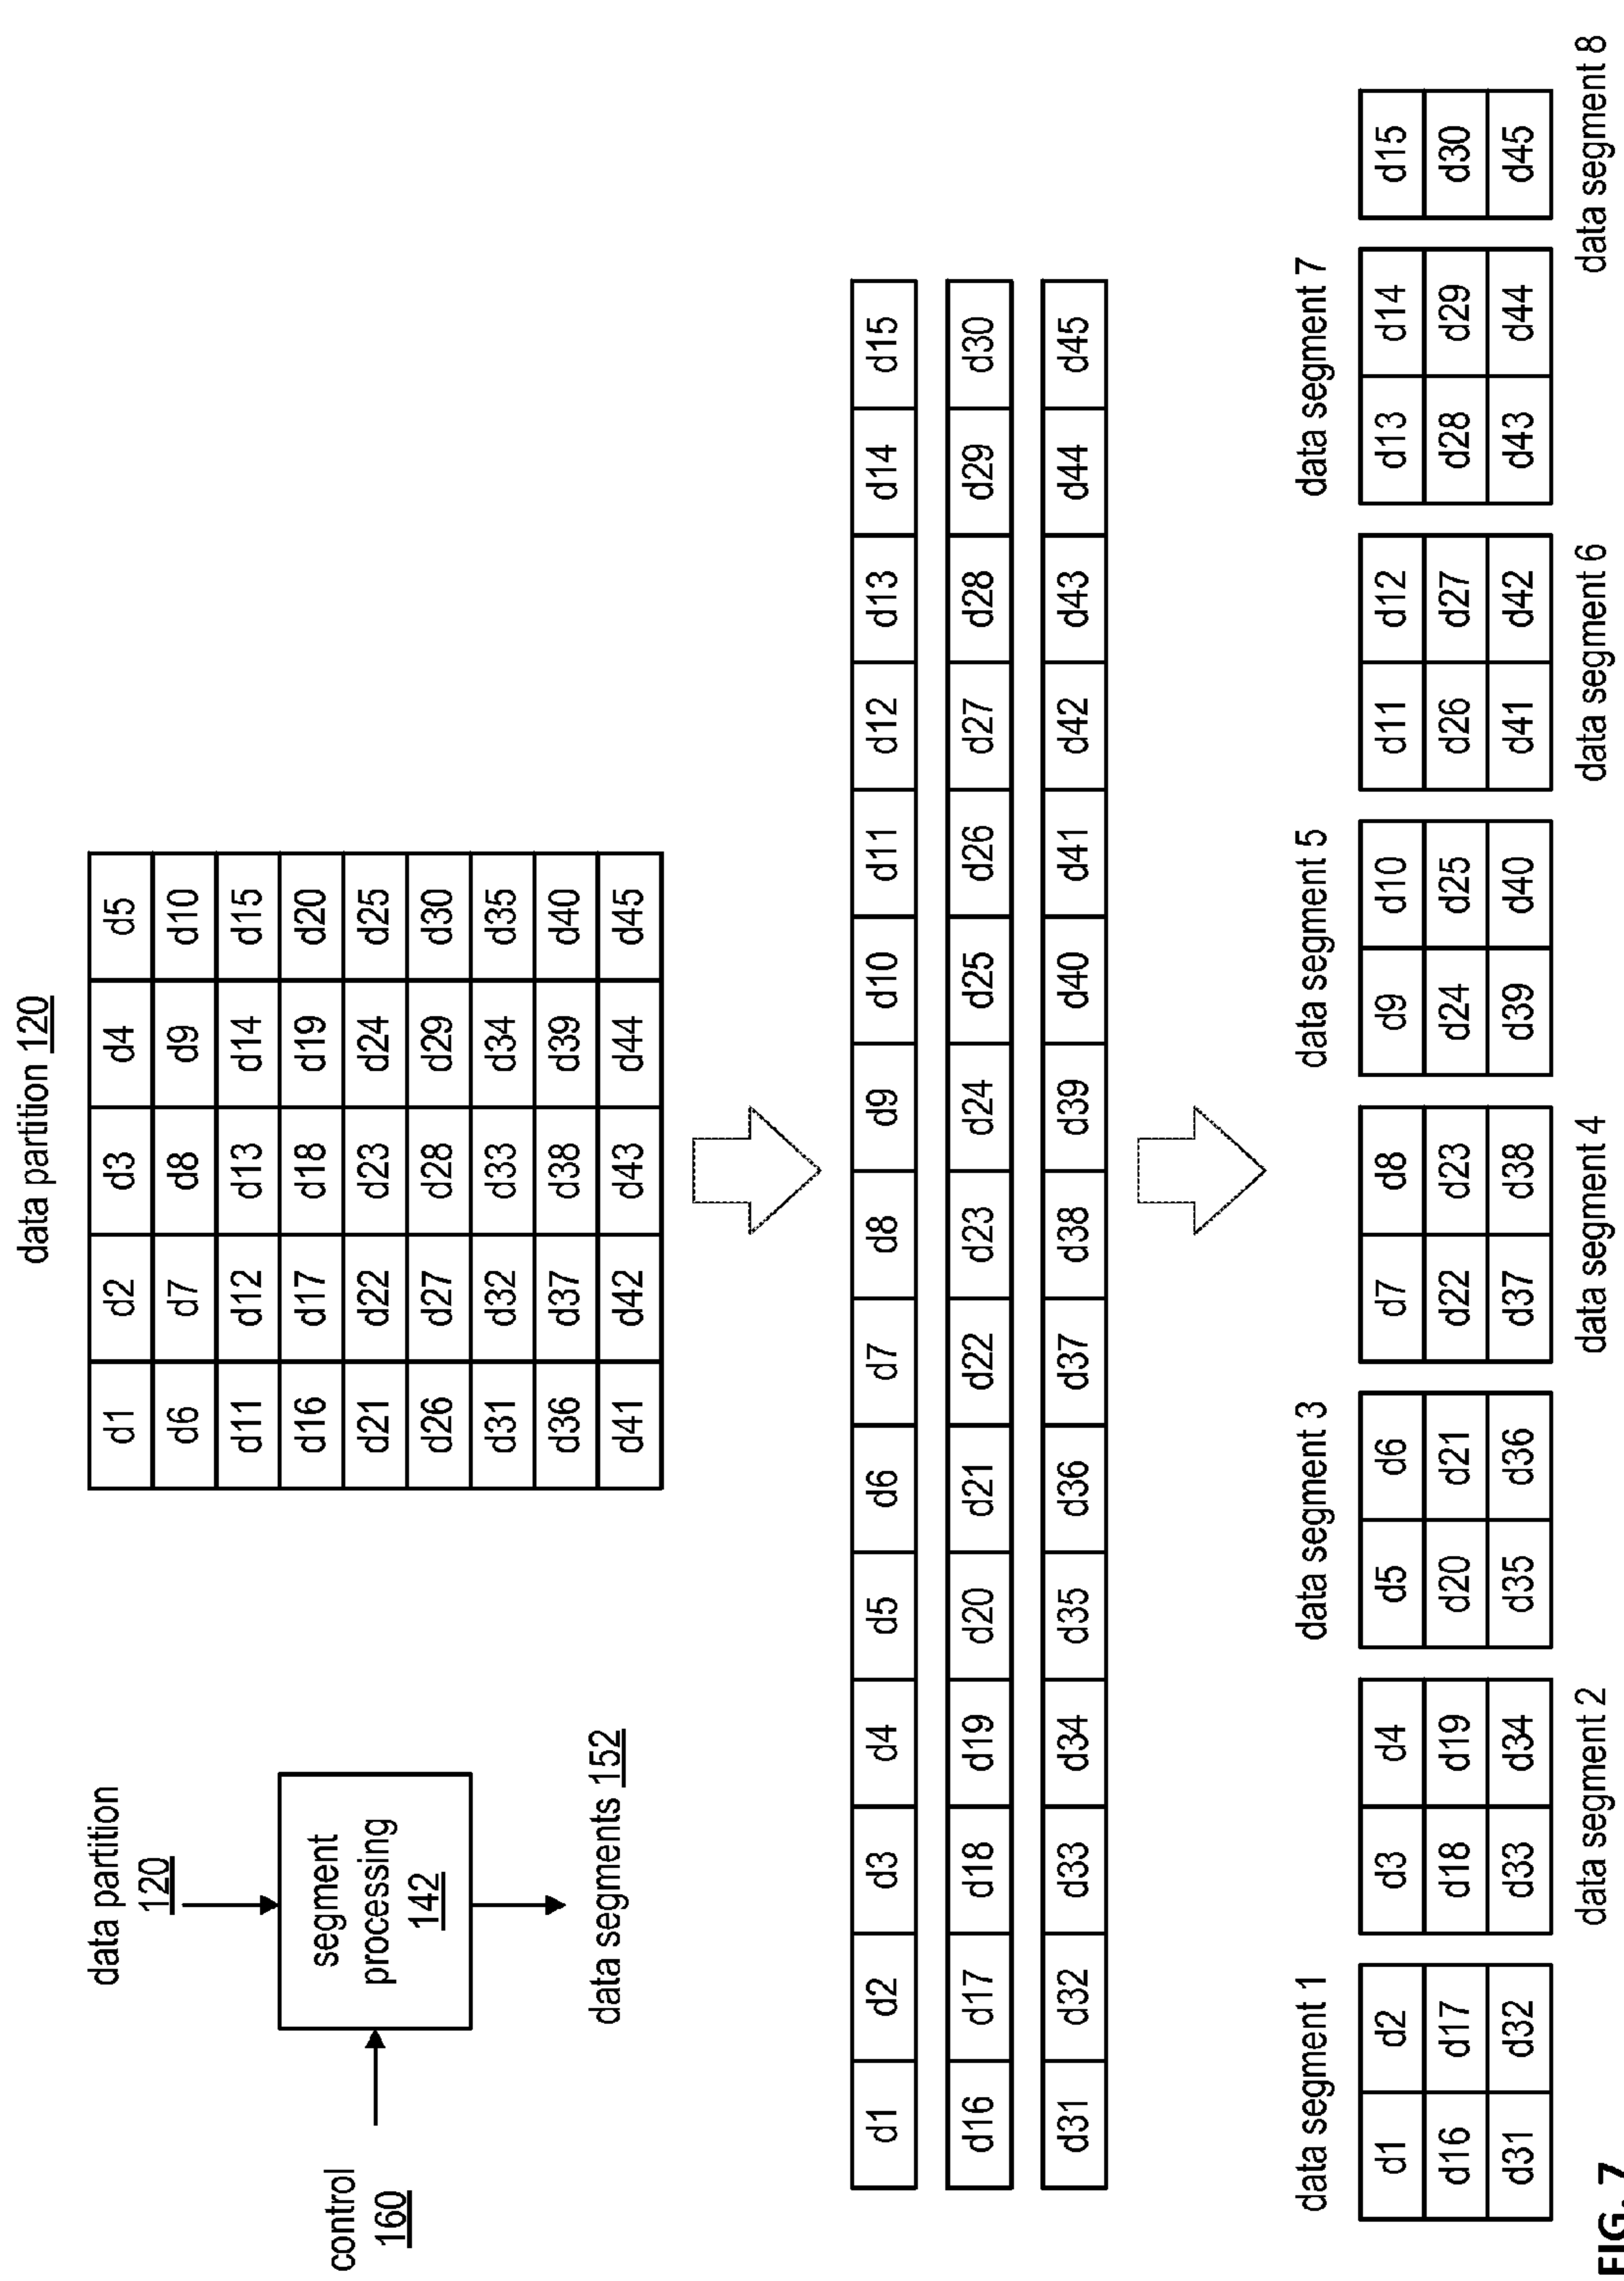 data partition 120
data partition
120
control
160
segment
processing
142
data segments 152
d1 d2 d3 d4 d5
d6 d7 d8 d9 d10
d11 d12 d13 d14 d15
d16 d17 d18 d19 d20
d21 d22 d23 d24 d25
d26 d27 d28 d29 d30
d31 d32 d33 d34 d35
d36 d37 d38 d39 d40
d41 d42 d43 d44 d45
d1 d2 d3 d4 d5 d6 d7 d8 d9 d10 d11 d12 d13 d14 d15
d16 d17 d18 d19 d20 d21 d22 d23 d24 d25 d26 d27 d28 d29 d30
d31 d32 d33 d34 d35 d36 d37 d38 d39 d40 d41 d42 d43 d44 d45
data segment 1
d1 d2
d16 d17
d31 d32
d3 d4
d18 d19
d33 d34
data segment 2
data segment 3
d5 d6
d20 d21
d35 d36
d7 d8
d22 d23
d37 d38
data segment 4
data segment 5
d9 d10
d24 d25
d39 d40
d11 d12
d26 d27
d41 d42
data segment 6
data segment 7
d13 d14
d28 d29
d43 d44
d15
d30
d45
data segment 8
FIG. 7